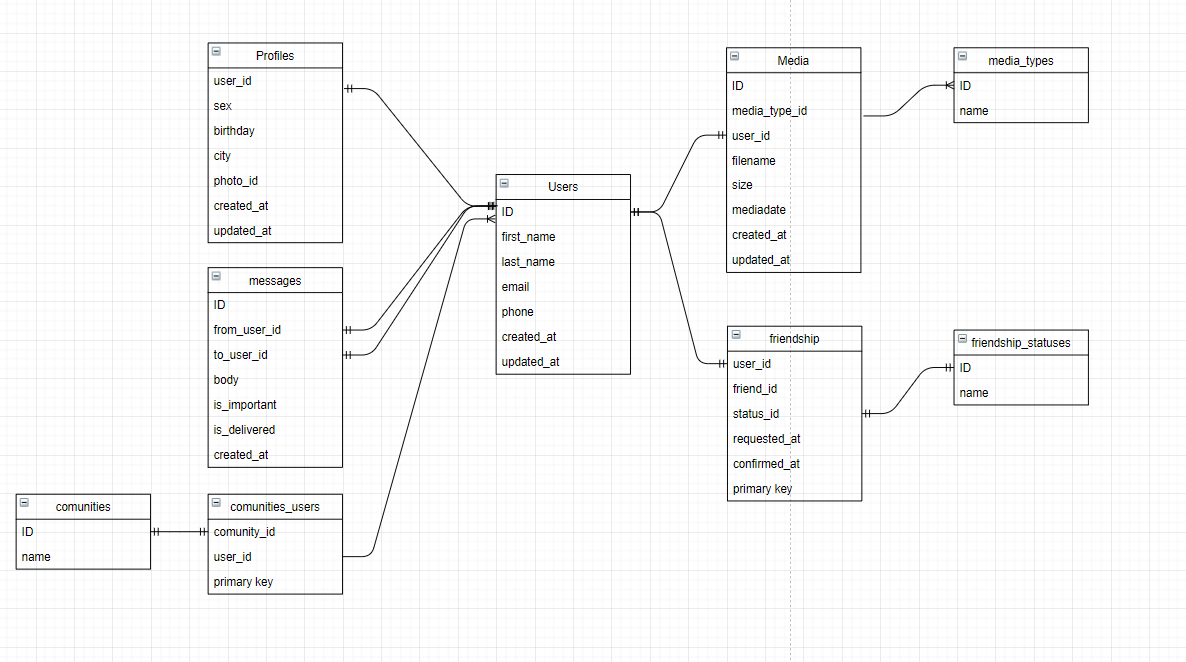 Profiles
user_id
sex
birthday
city
photo_id
created_at
updated_at
messages
ID
from_user_id
to_user_id
body
is_important
is_delivered
created_at
comunities
ID
name
comunities_users
comunity_id
user_id
primary key
Users
ID
first_name
last_name
email
phone
created_at
updated_at
Media
ID
media_type_id
user_id
filename
size
mediadate
created_at
updated_at
media_types
ID
name
friendship
user_id
friend_id
status_id
requested_at
confirmed_at
primary key
friendship_statuses
ID
name